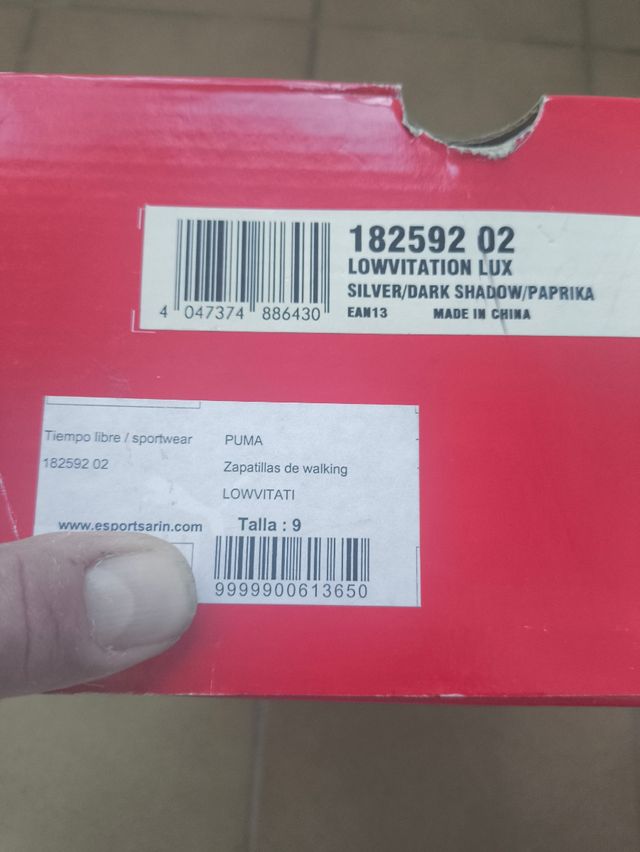 182592 02
LOWVITATION LUX
SILVER/DARK SHADOW/PAPRIKA
EAN13 MADE IN CHINA
4 047374 886430
Tiempo libre / sportwear PUMA
182592 02 Zapatillas de walking
LOWVITATI
www.esportsarin.com Talla : 9
9999900613650